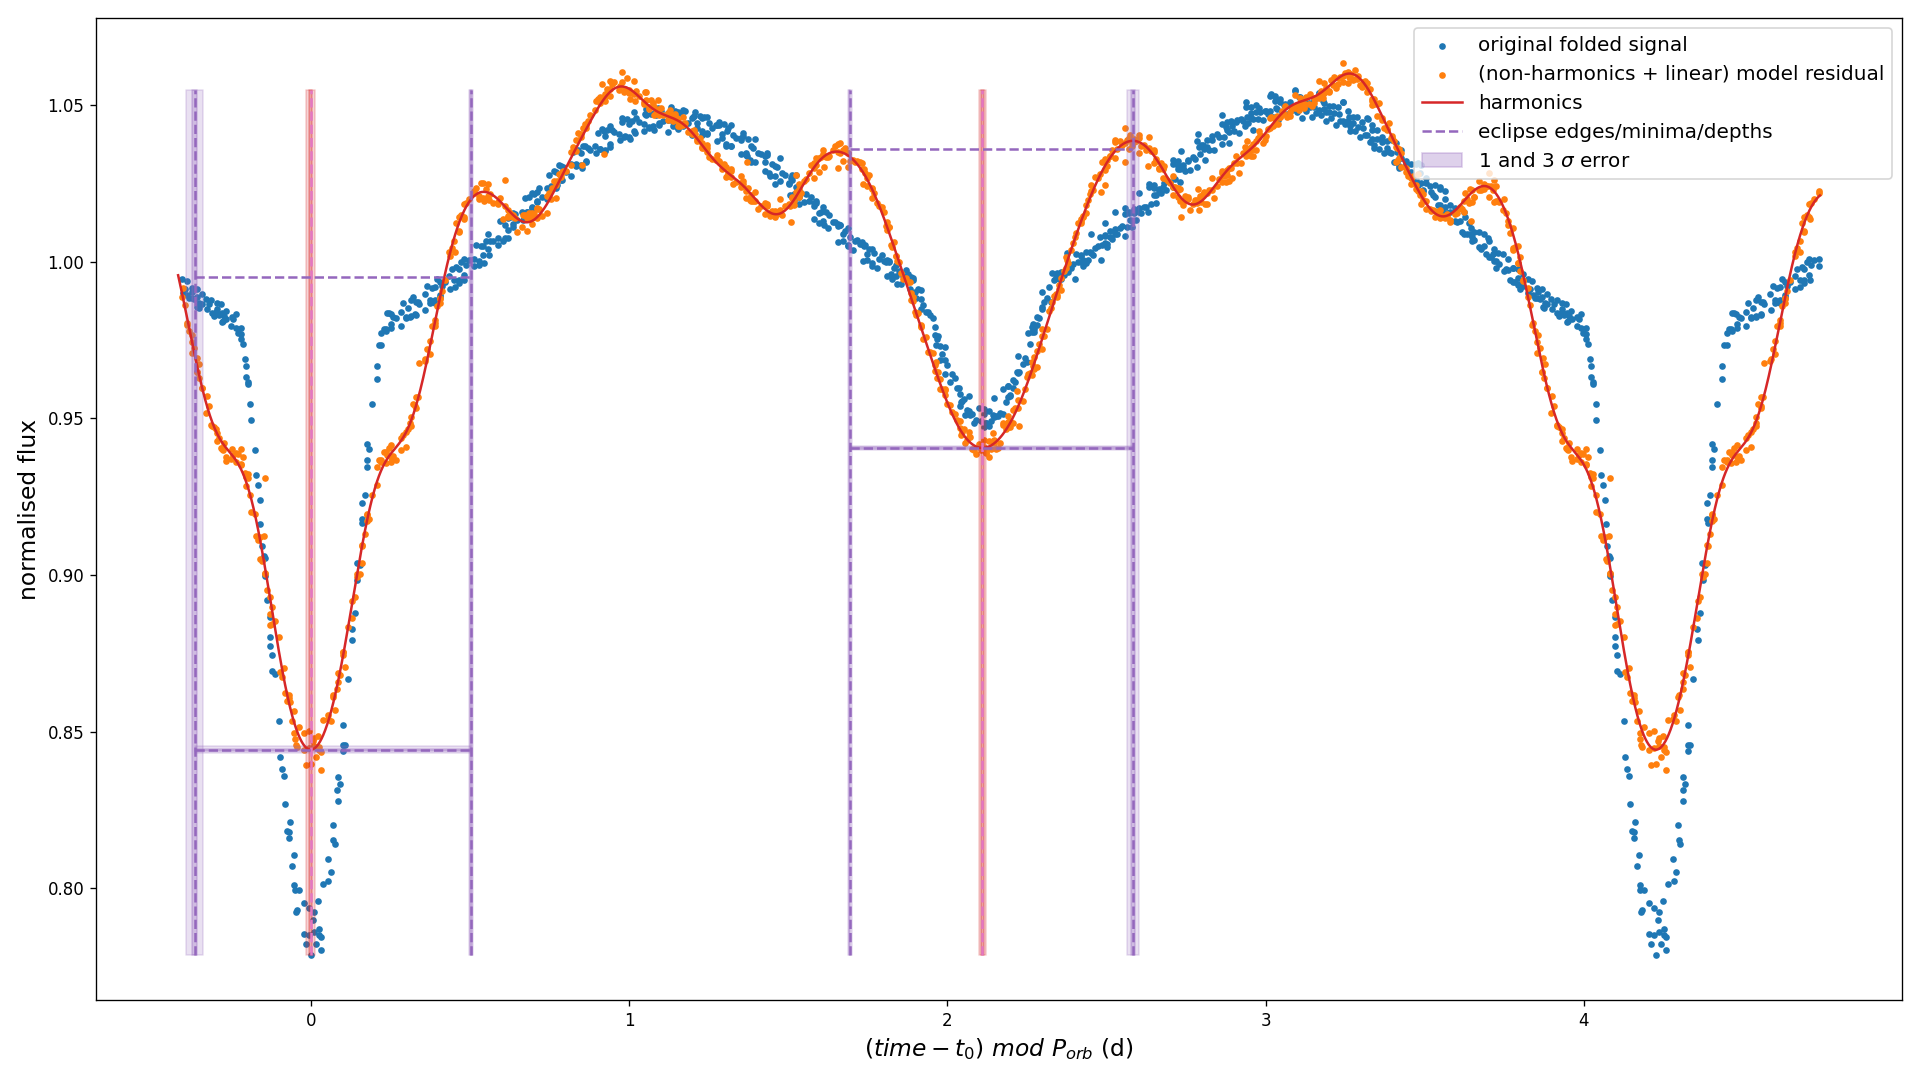 original folded signal
(non-harmonics + linear) model residual
harmonics
eclipse edges/minima/depths
1 and 3 σ error
normalised flux
1.05
1.00
0.95
0.90
0.85
0.80
0
1
2
3
4
(time − t₀) mod Pₒᵣb (d)